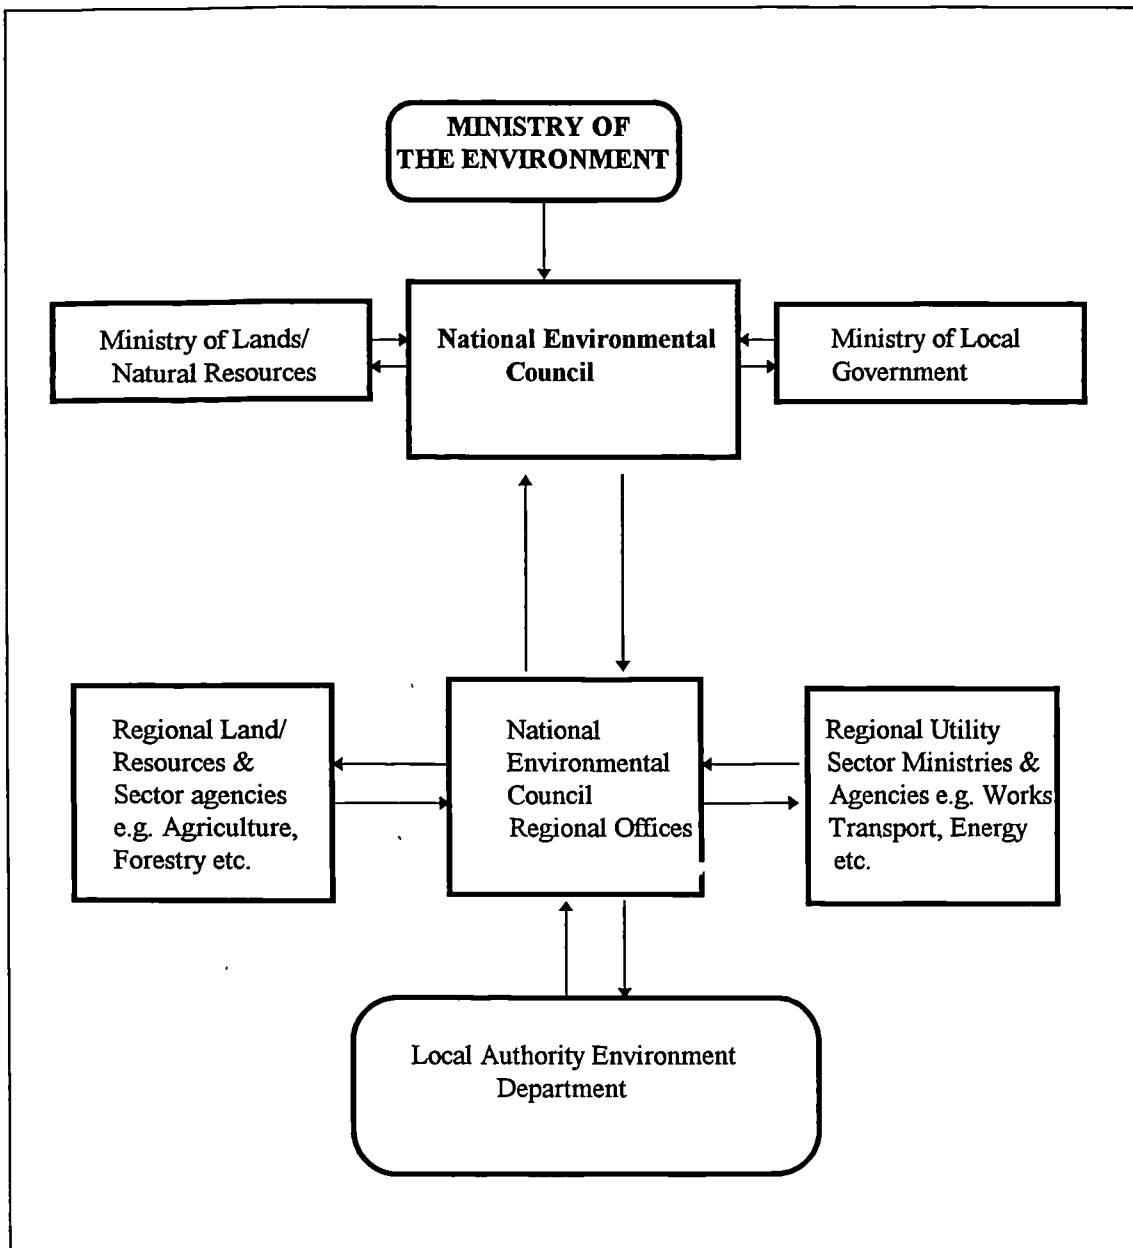 MINISTRY OF
THE ENVIRONMENT
Ministry of Lands/
Natural Resources
National Environmental
Council
Ministry of Local
Government
Regional Land/
Resources &
Sector agencies
e.g. Agriculture,
Forestry etc.
National
Environmental
Council
Regional Offices
Regional Utility
Sector Ministries &
Agencies e.g. Works
Transport, Energy
etc.
Local Authority Environment
Department